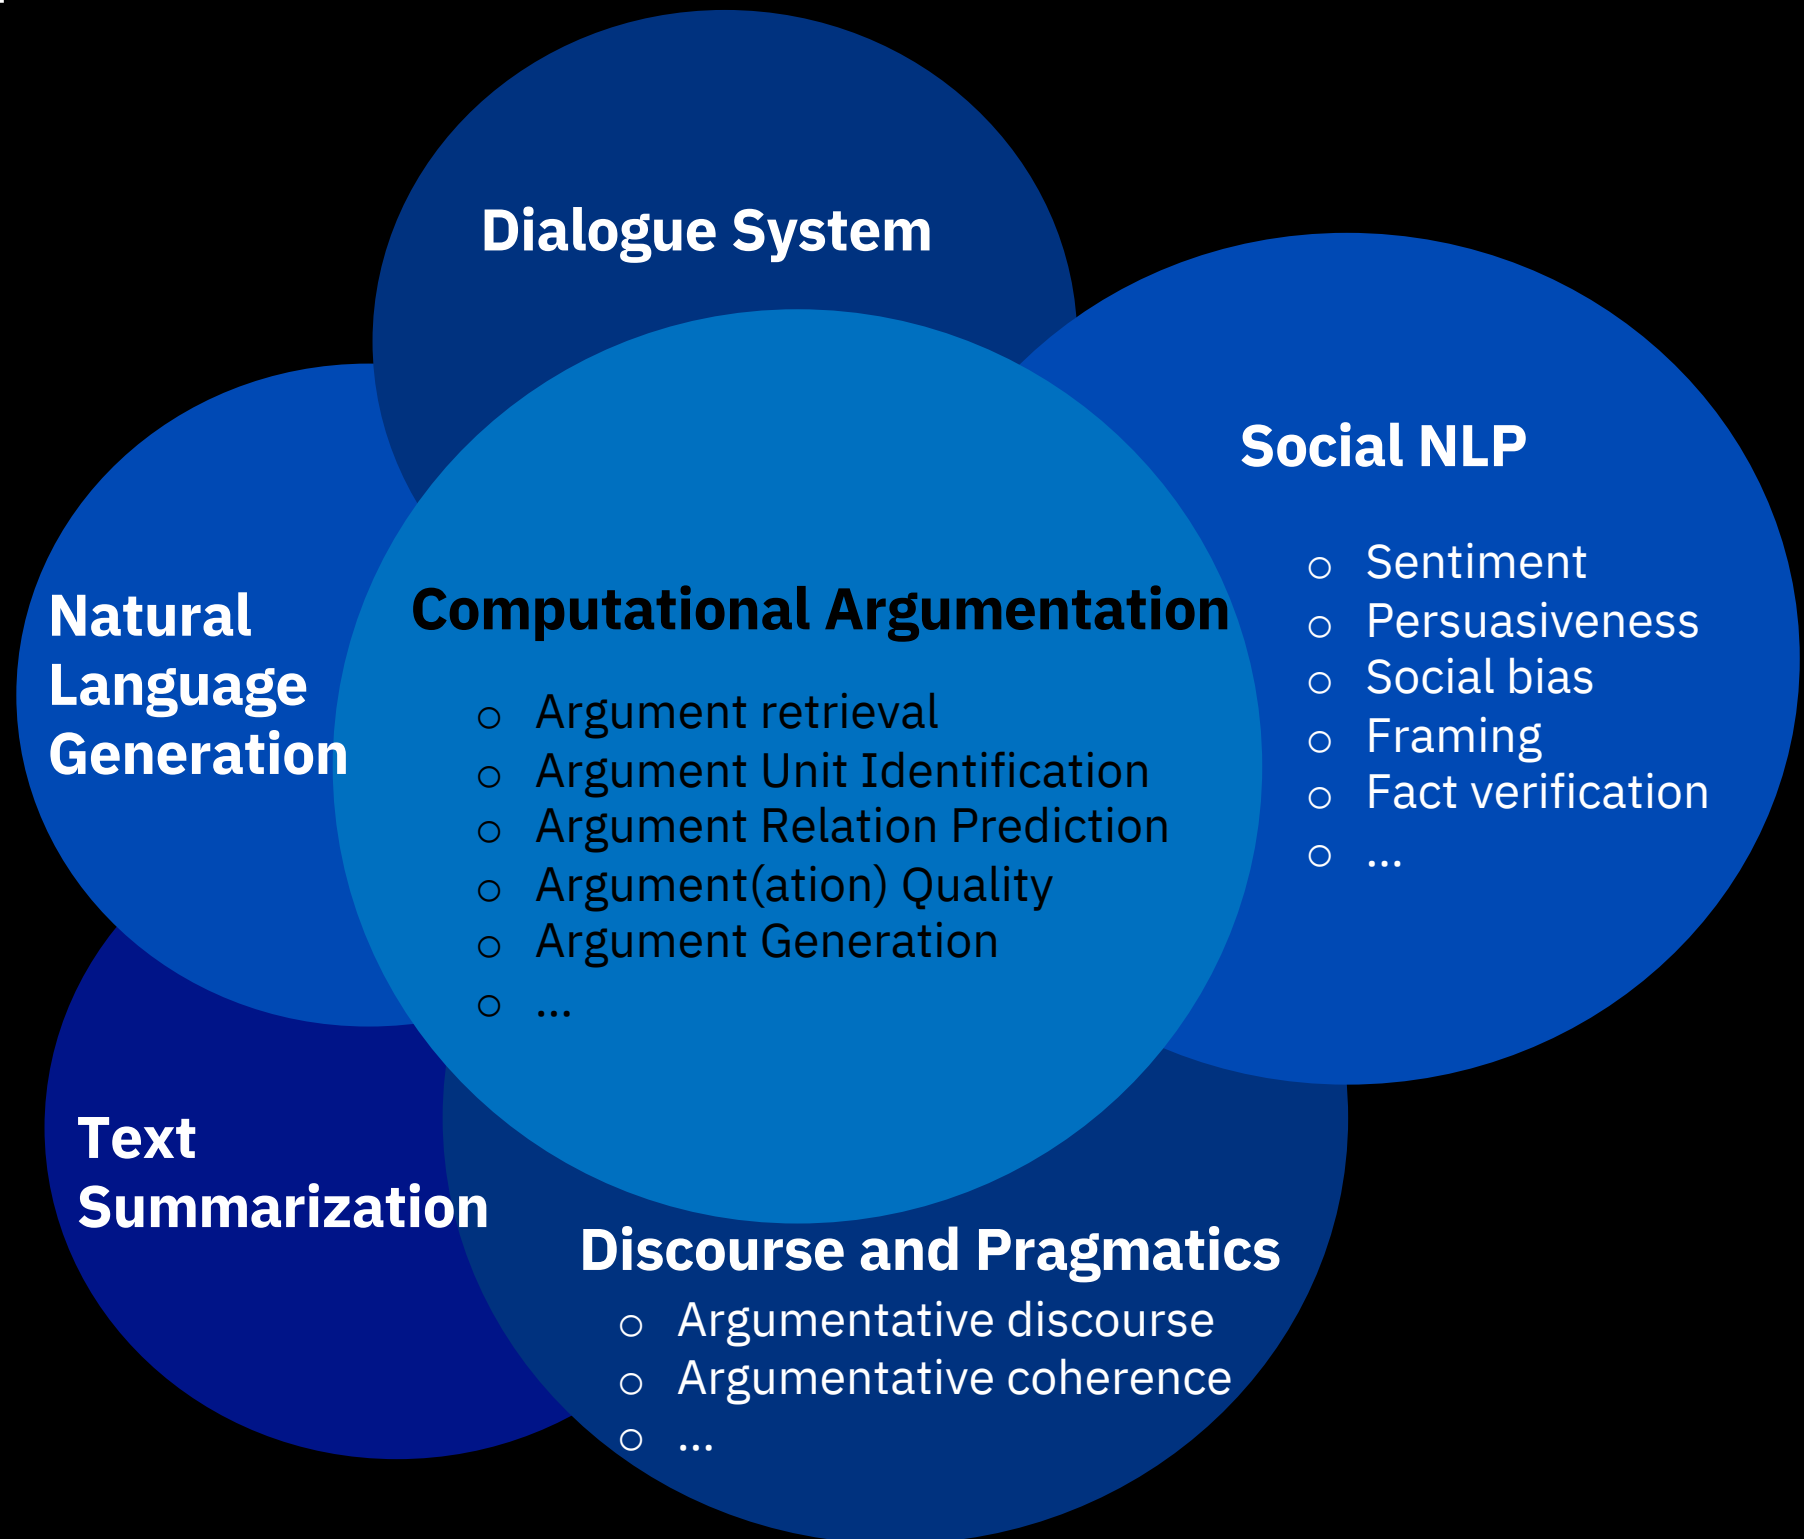 Dialogue System
Social NLP
○ Sentiment
○ Persuasiveness
○ Social bias
○ Framing
○ Fact verification
○ ...
Natural
Language
Generation
Computational Argumentation
○ Argument retrieval
○ Argument Unit Identification
○ Argument Relation Prediction
○ Argument(ation) Quality
○ Argument Generation
○ ...
Text
Summarization
Discourse and Pragmatics
○ Argumentative discourse
○ Argumentative coherence
○ ...